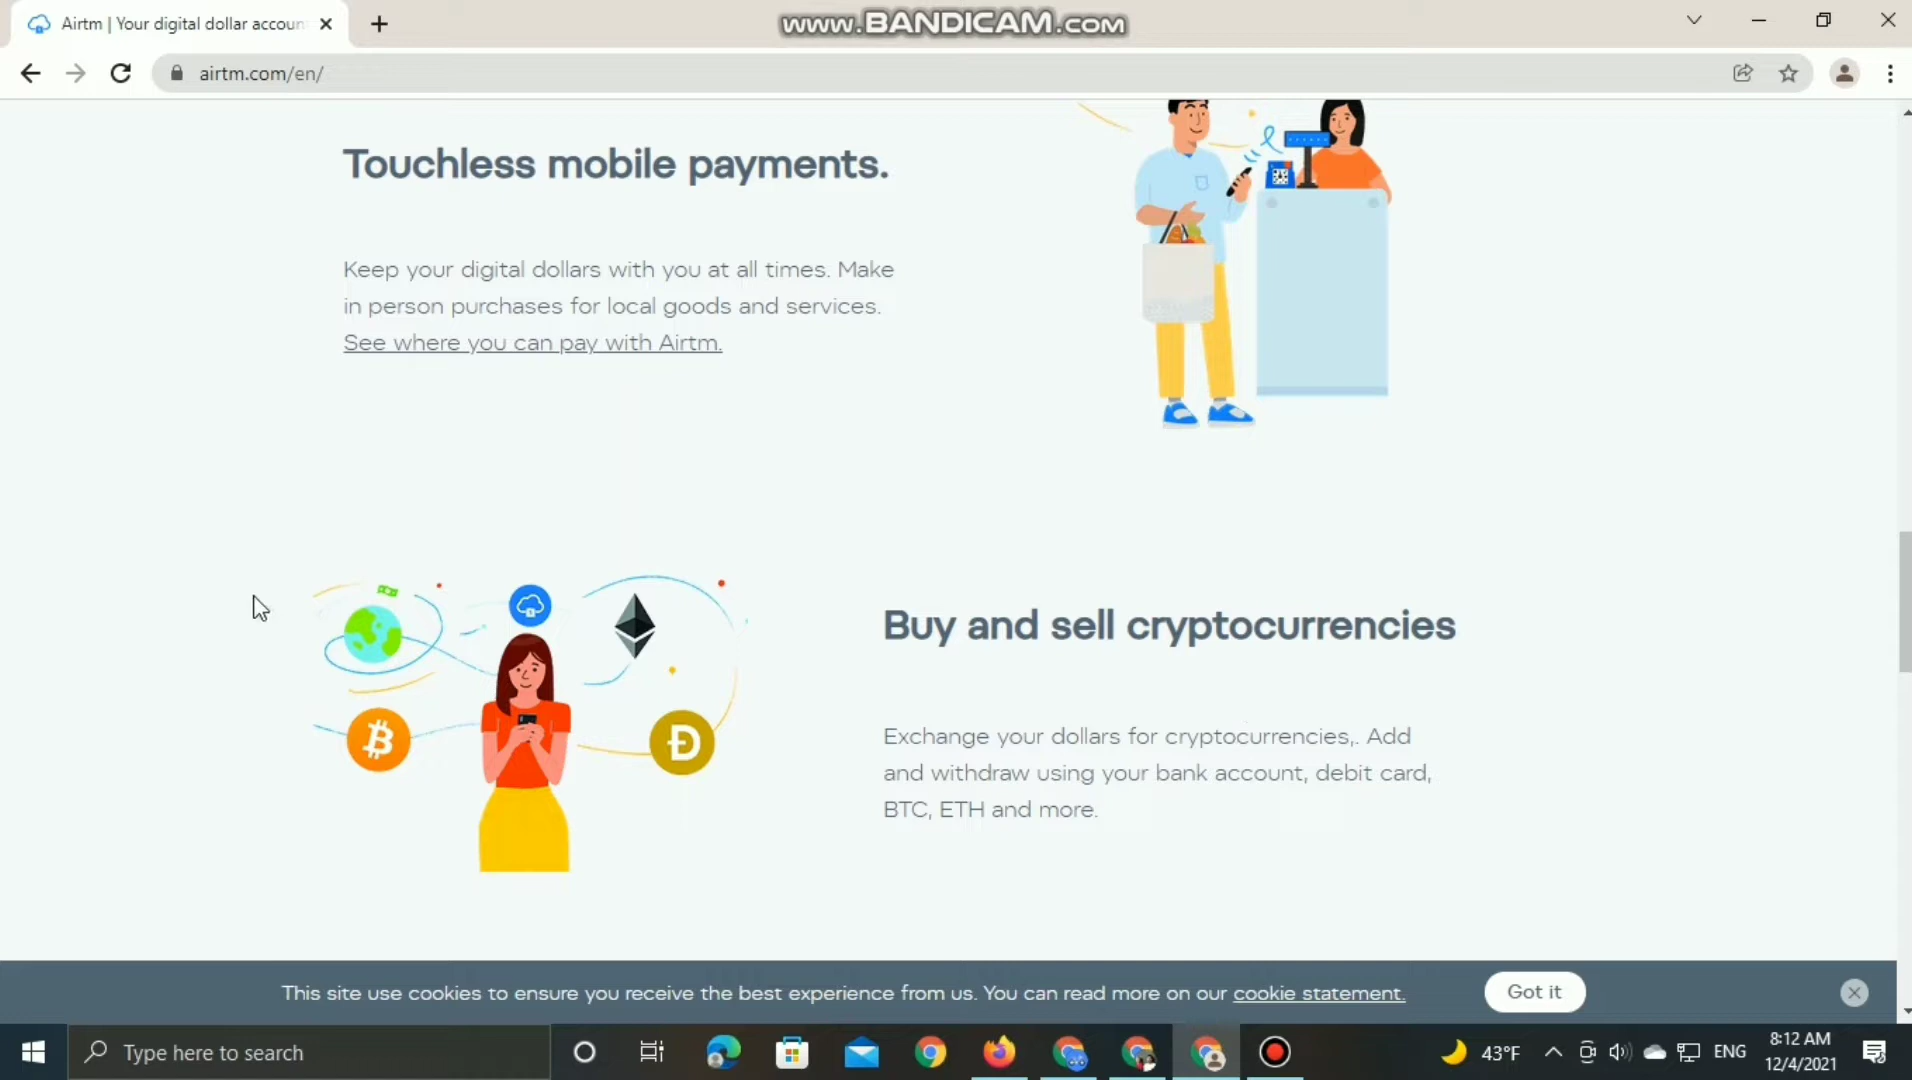 Airtm | Your digital dollar accoun
www.BANDICAM.com
airtm.com/en/
Touchless mobile payments.
Keep your digital dollars with you at all times. Make
in person purchases for local goods and services.
See where you can pay with Airtm.
Buy and sell cryptocurrencies
Exchange your dollars for cryptocurrencies,. Add
and withdraw using your bank account, debit card,
BTC, ETH and more.
This site use cookies to ensure you receive the best experience from us. You can read more on our cookie statement.
Got it
Type here to search
43°F
ENG
8:12 AM
12/4/2021